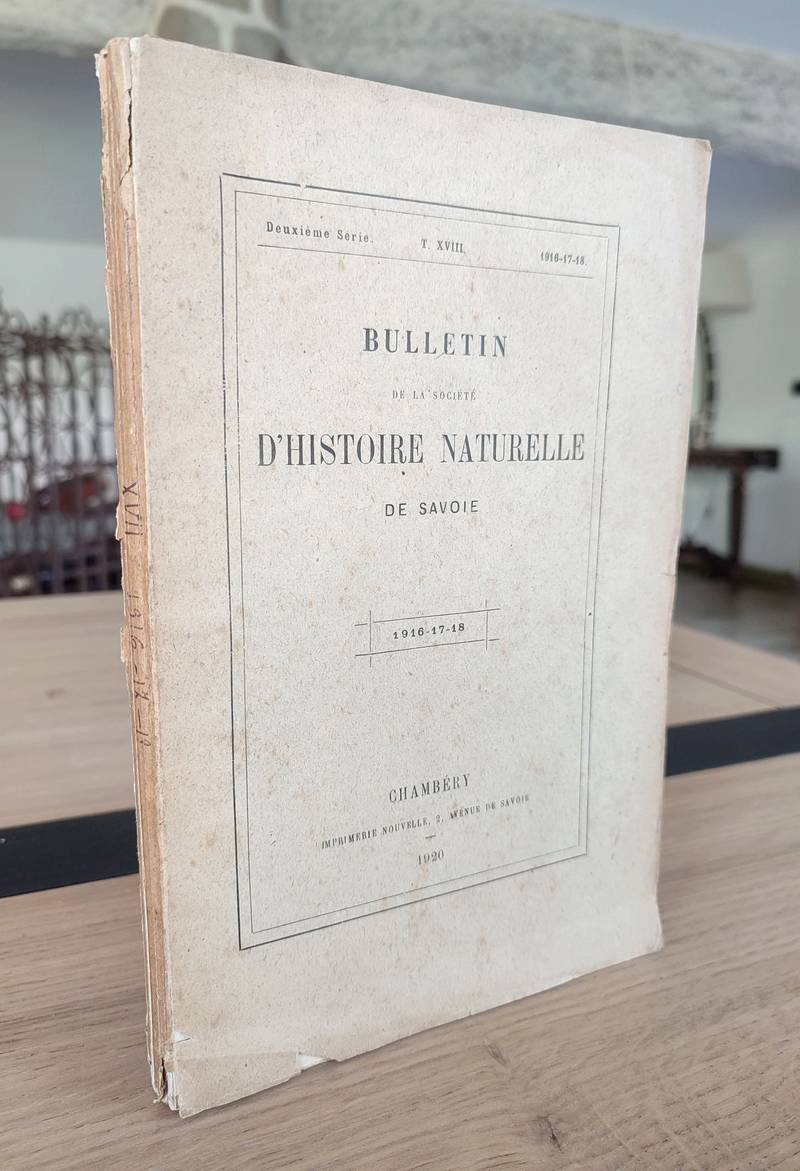 Deuxième Série. T. XVIII. 1916-17-18.
BULLETIN
DE LA SOCIÉTÉ
D'HISTOIRE NATURELLE
DE SAVOIE
1916-17-18
CHAMBÉRY
IMPRIMERIE NOUVELLE, 2, AVENUE DE SAVOIE
1920
XVII 1916-17-18